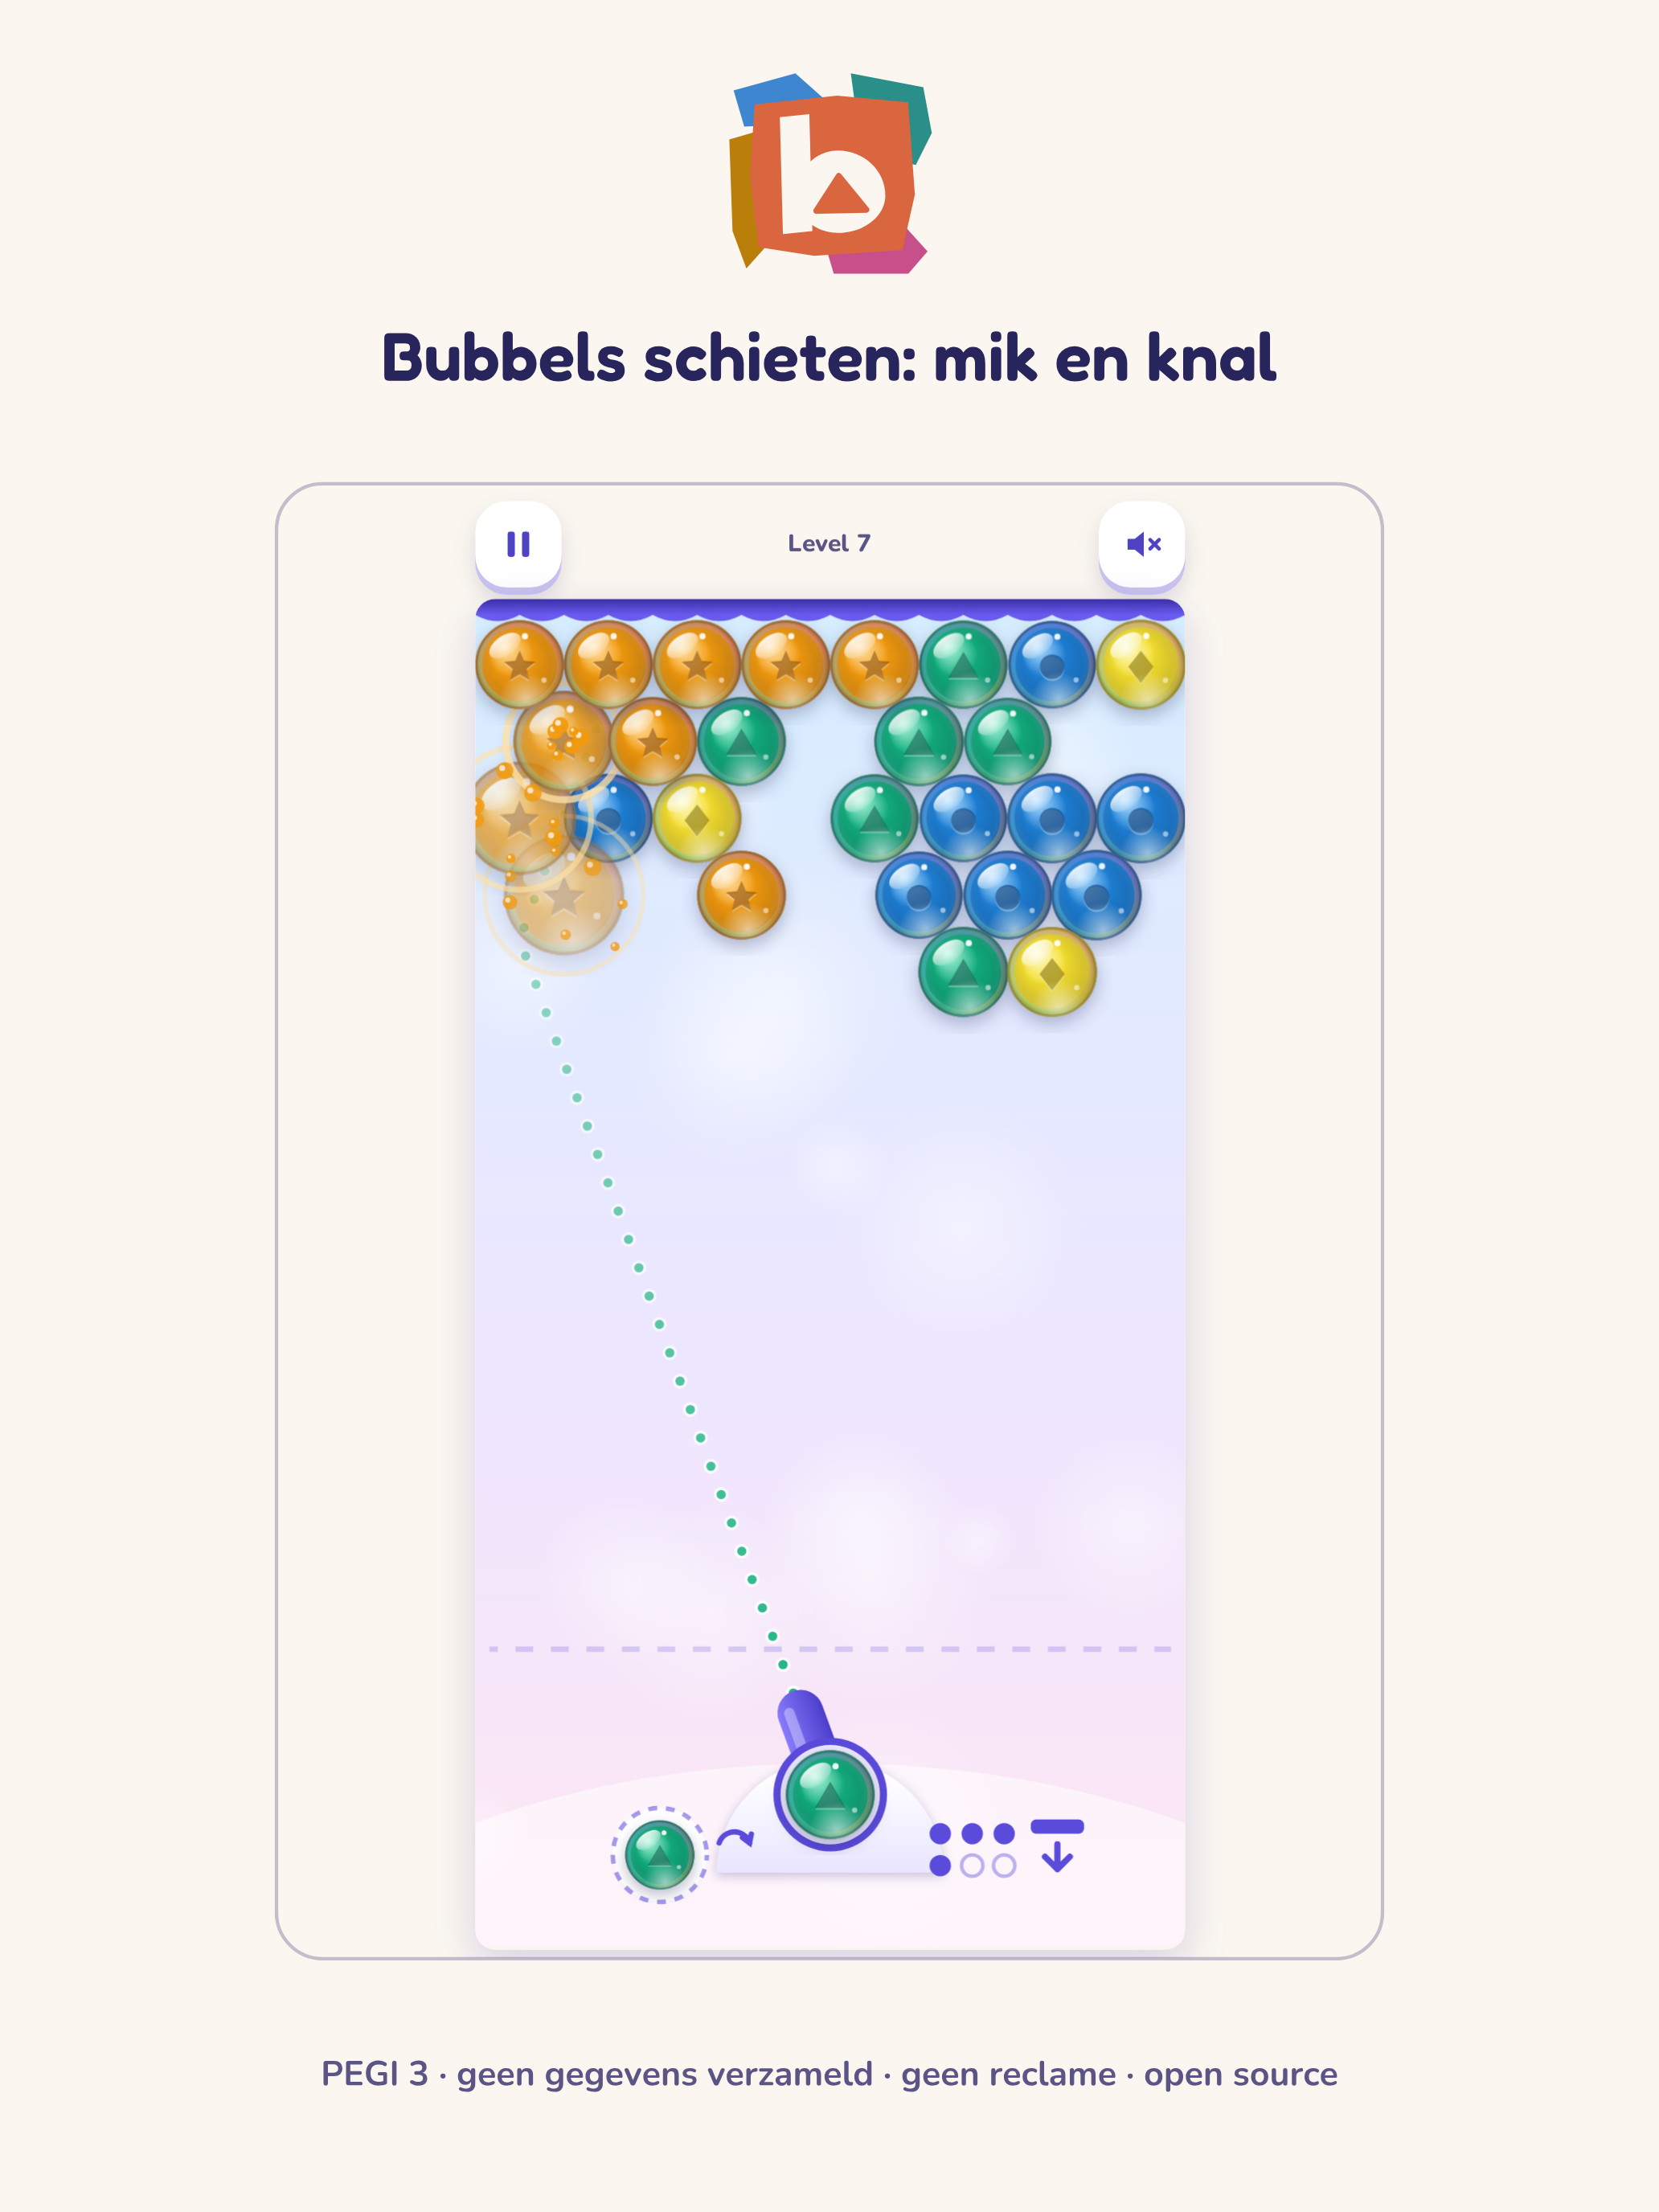 b
Bubbels schieten: mik en knal
Level 7
PEGI 3 · geen gegevens verzameld · geen reclame · open source